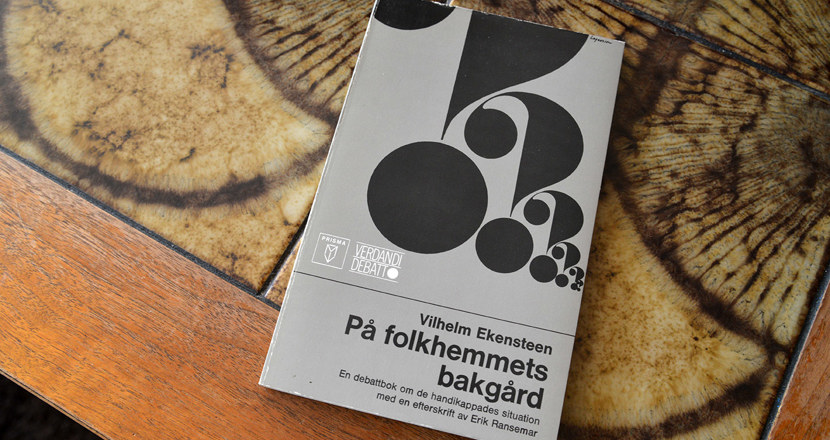 PRISMA
VERDANDI
DEBATT
Vilhelm Ekensteen
På folkhemmets
bakgård
En debattbok om de handikappades situation
med en efterskrift av Erik Ransemar